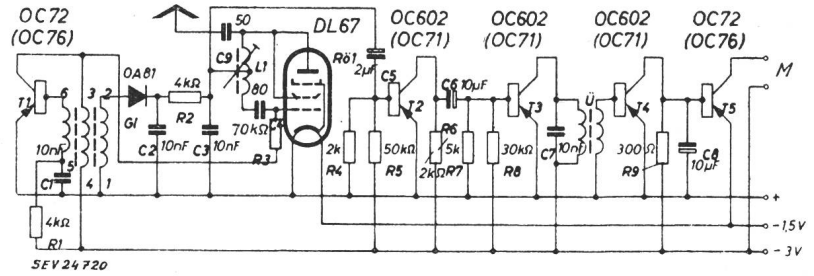 OC72
(OC76)
DL67
OC602
(OC71)
OC602
(OC71)
OC602
(OC71)
OC72
(OC76)
50
C9
L1
Rö1
2µF
M
T1
6
3
2
OA81
Gl
4kΩ
R2
80
70kΩ
R3
C5
T2
C6
10µF
T3
Ü
T4
T5
10nF
5
C1
4
1
C2
10nF
C3
10nF
2k
R4
50kΩ
R5
R6
2kΩ
5k
R7
30kΩ
R8
C7
10nF
300Ω
R9
C8
10µF
4kΩ
R1
+
-1,5V
-3V
SEV 24720